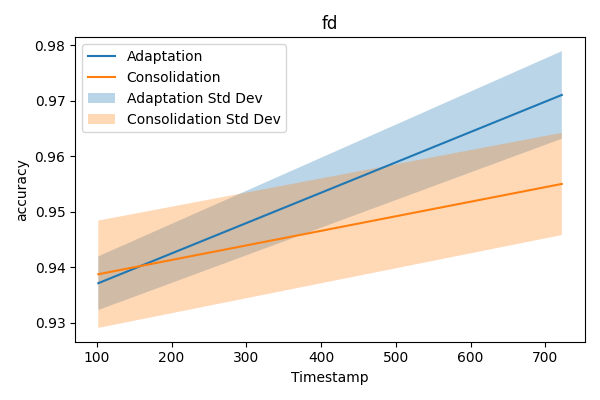 fd
Adaptation
Consolidation
Adaptation Std Dev
Consolidation Std Dev
accuracy
0.98
0.97
0.96
0.95
0.94
0.93
100 200 300 400 500 600 700
Timestamp